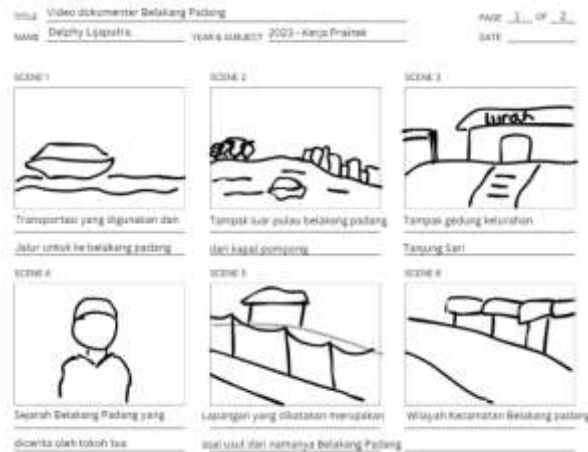 TITLE Video dokumenter Belakang Padang PAGE 1 OF 2
NAME Delphy Lijaputra YEAR & SUBJECT 2023 - Kerja Praktek DATE
SCENE 1 SCENE 2 SCENE 3
lurah
Transportasi yang digunakan dan
Jalur untuk ke belakang padang
Tampak luar pulau belakang padang
dari kapal pompong
Tampak gedung kelurahan
Tanjung Sari
SCENE 4 SCENE 5 SCENE 6
Sejarah Belakang Padang yang
dicerita oleh tokoh tua
Lapangan yang dikatakan merupakan
asal usul dari namanya Belakang Padang
Wilayah Kecamatan Belakang padang